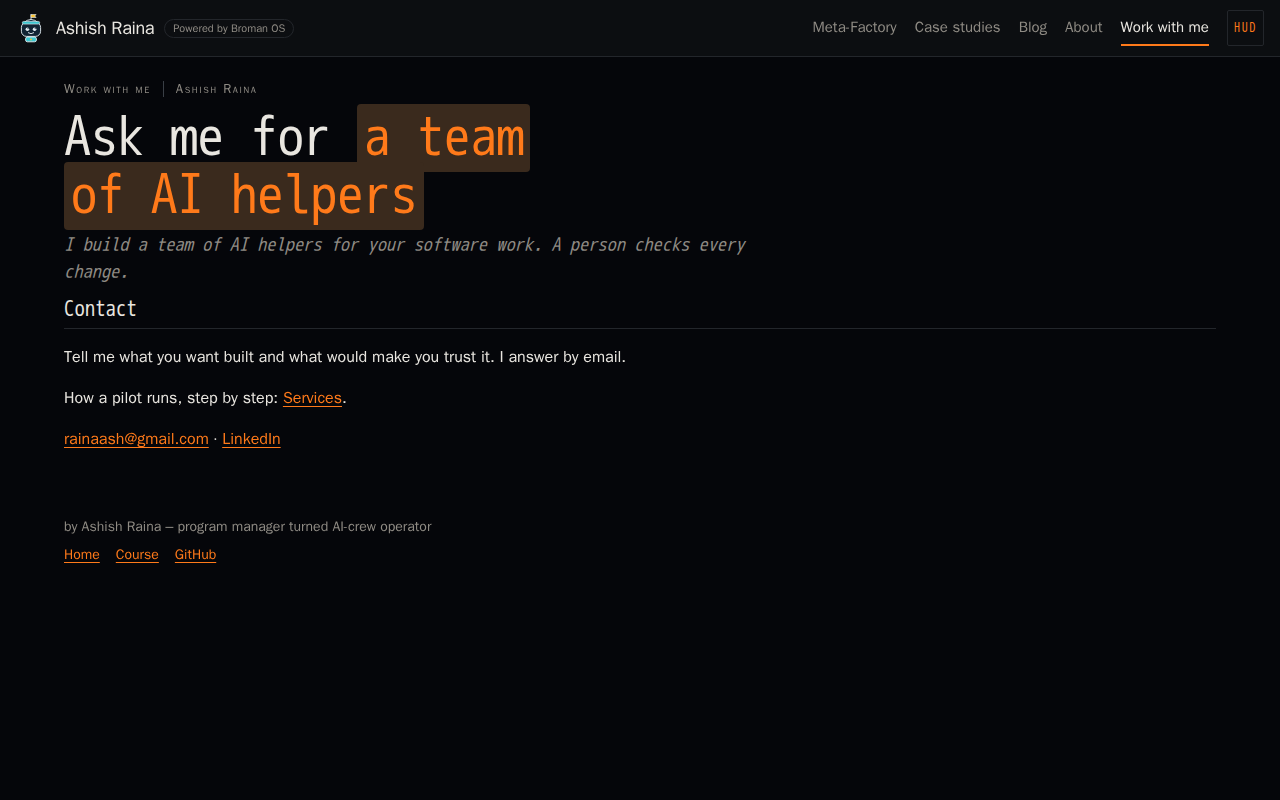 Ashish Raina
Powered by Broman OS
Meta-Factory
Case studies
Blog
About
Work with me
HUD
Work with me | Ashish Raina
Ask me for a team
of AI helpers
I build a team of AI helpers for your software work. A person checks every
change.
Contact
Tell me what you want built and what would make you trust it. I answer by email.
How a pilot runs, step by step: Services.
rainaash@gmail.com · LinkedIn
by Ashish Raina — program manager turned AI-crew operator
Home Course GitHub